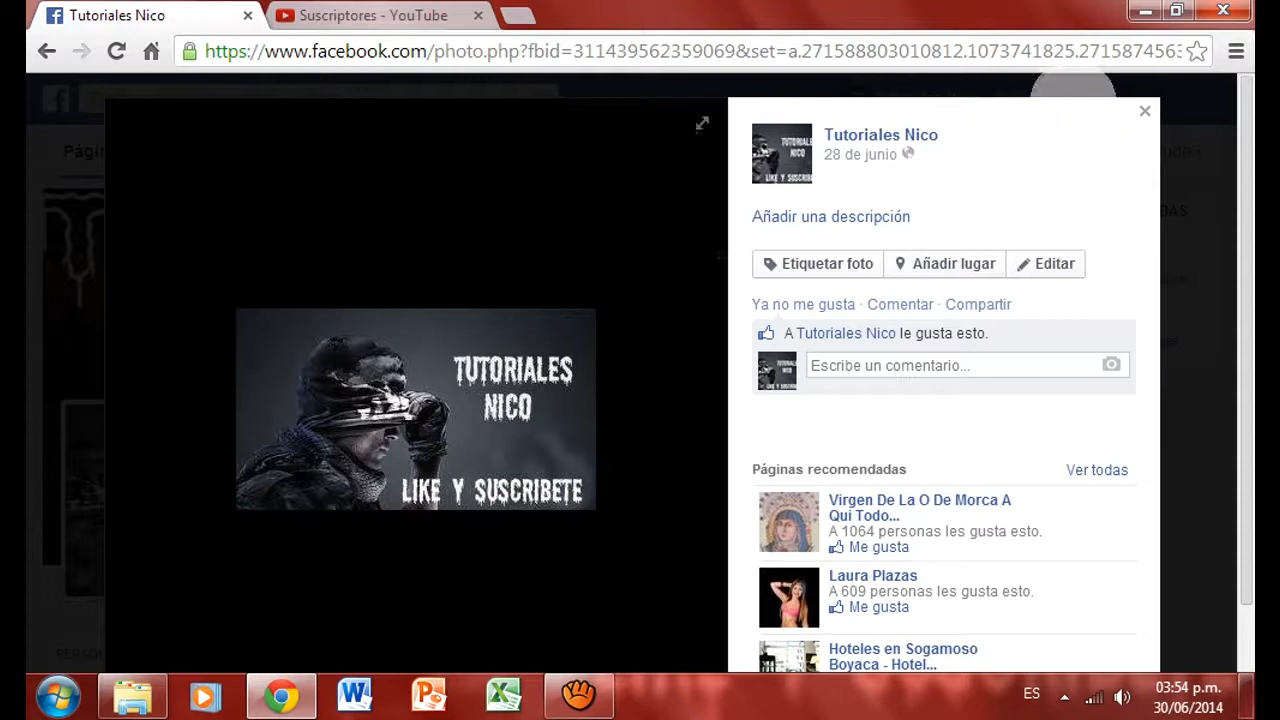 Tutoriales Nico
Suscriptores - YouTube
https://www.facebook.com/photo.php?fbid=311439562359069&set=a.271588803010812.1073741825.27158745
Tutoriales Nico
28 de junio
Añadir una descripción
Etiquetar foto
Añadir lugar
Editar
Ya no me gusta · Comentar · Compartir
A Tutoriales Nico le gusta esto.
Escribe un comentario...
TUTORIALES
NICO
LIKE Y SUSCRIBETE
Páginas recomendadas
Ver todas
Virgen De La O De Morca A
Qui Todo...
A 1064 personas les gusta esto.
Me gusta
Laura Plazas
A 609 personas les gusta esto.
Me gusta
Hoteles en Sogamoso
Boyaca - Hotel...
ES
03:54 p.m.
30/06/2014